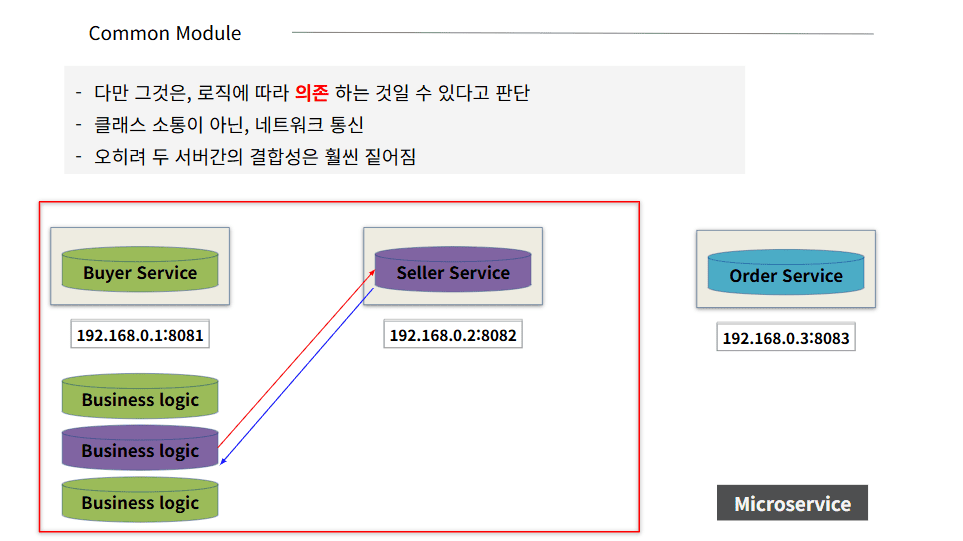 Common Module
- 다만 그것은, 로직에 따라 의존 하는 것일 수 있다고 판단
- 클래스 소통이 아닌, 네트워크 통신
- 오히려 두 서버간의 결합성은 훨씬 짙어짐
Buyer Service
Seller Service
Order Service
192.168.0.1:8081
192.168.0.2:8082
192.168.0.3:8083
Business logic
Business logic
Business logic
Microservice